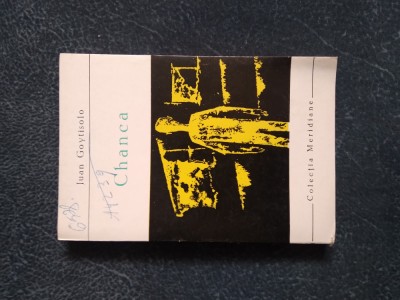 Juan Goytisolo
Chanca
Colecția Meridiane